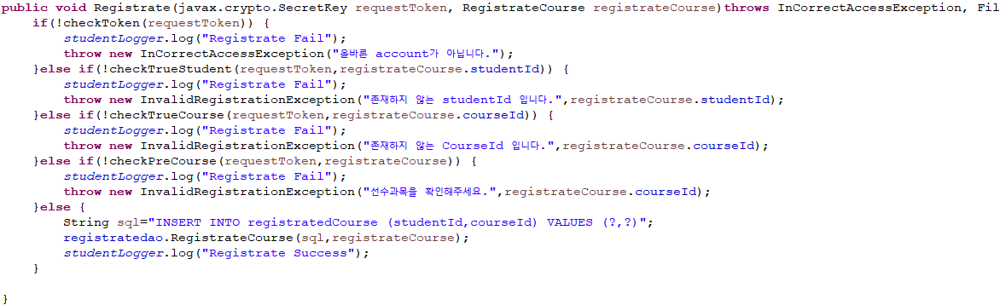 public void Registrate(javax.crypto.SecretKey requestToken, RegistrateCourse registrateCourse)throws InCorrectAccessException, Fil
if(!checkToken(requestToken)) {
studentLogger.log("Registrate Fail");
throw new InCorrectAccessException("올바른 account가 아닙니다.");
}else if(!checkTrueStudent(requestToken,registrateCourse.studentId)) {
studentLogger.log("Registrate Fail");
throw new InvalidRegistrationException("존재하지 않는 studentId 입니다.",registrateCourse.studentId);
}else if(!checkTrueCourse(requestToken,registrateCourse.courseId)) {
studentLogger.log("Registrate Fail");
throw new InvalidRegistrationException("존재하지 않는 CourseId 입니다.",registrateCourse.courseId);
}else if(!checkPreCourse(requestToken,registrateCourse)) {
studentLogger.log("Registrate Fail");
throw new InvalidRegistrationException("선수과목을 확인해주세요.",registrateCourse.courseId);
}else {
String sql="INSERT INTO registratedCourse (studentId,courseId) VALUES (?,?)";
registratedao.RegistrateCourse(sql,registrateCourse);
studentLogger.log("Registrate Success");
}
}